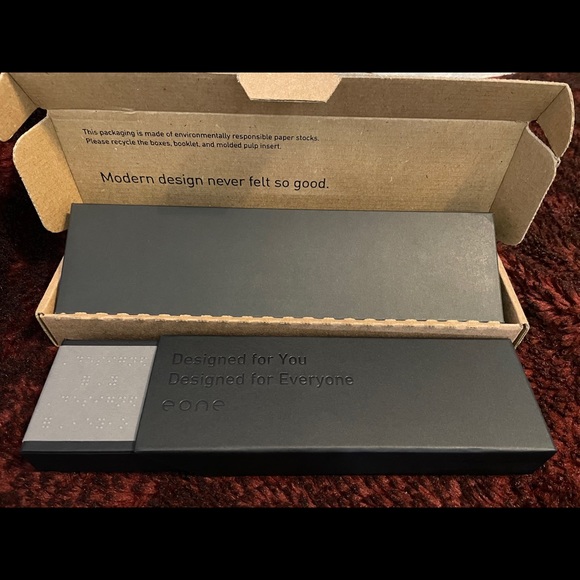 This packaging is made of environmentally responsible paper stocks.
Please recycle the boxes, booklet, and molded pulp insert.
Modern design never felt so good.
Designed for You
Designed for Everyone
eone